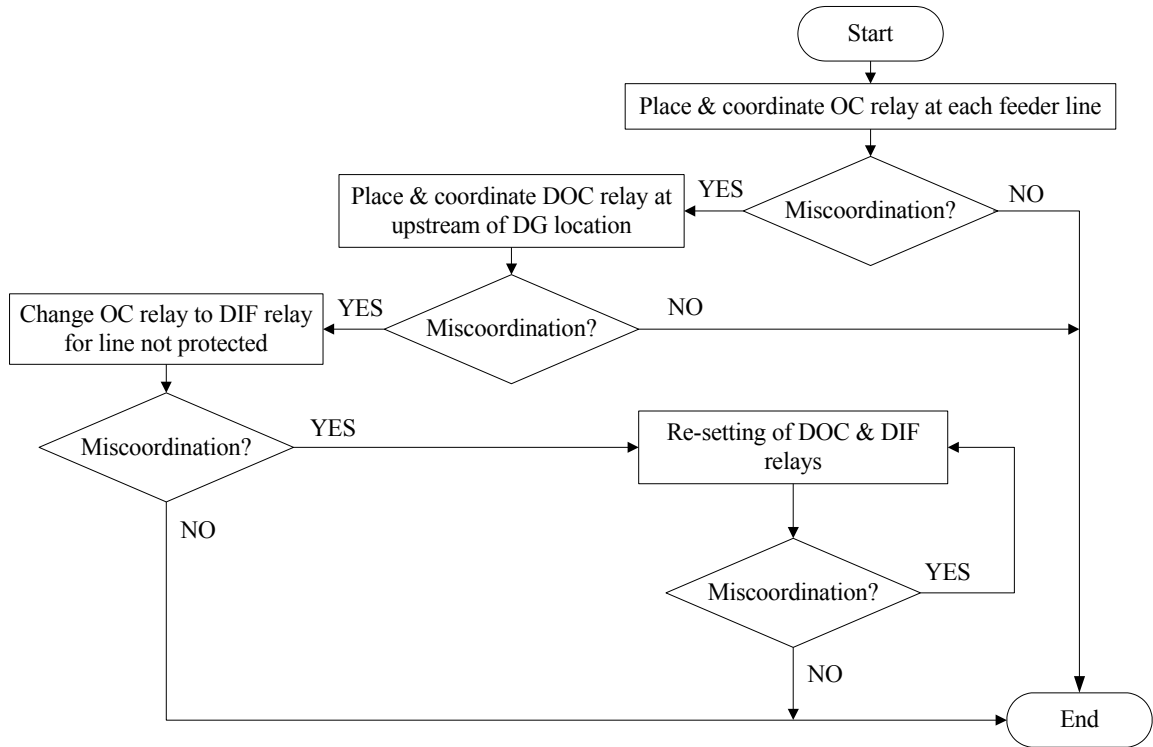 Start
Place & coordinate OC relay at each feeder line
Miscoordination?
YES
NO
Place & coordinate DOC relay at
upstream of DG location
Miscoordination?
YES
NO
Change OC relay to DIF relay
for line not protected
Miscoordination?
YES
NO
Re-setting of DOC & DIF
relays
Miscoordination?
YES
NO
End